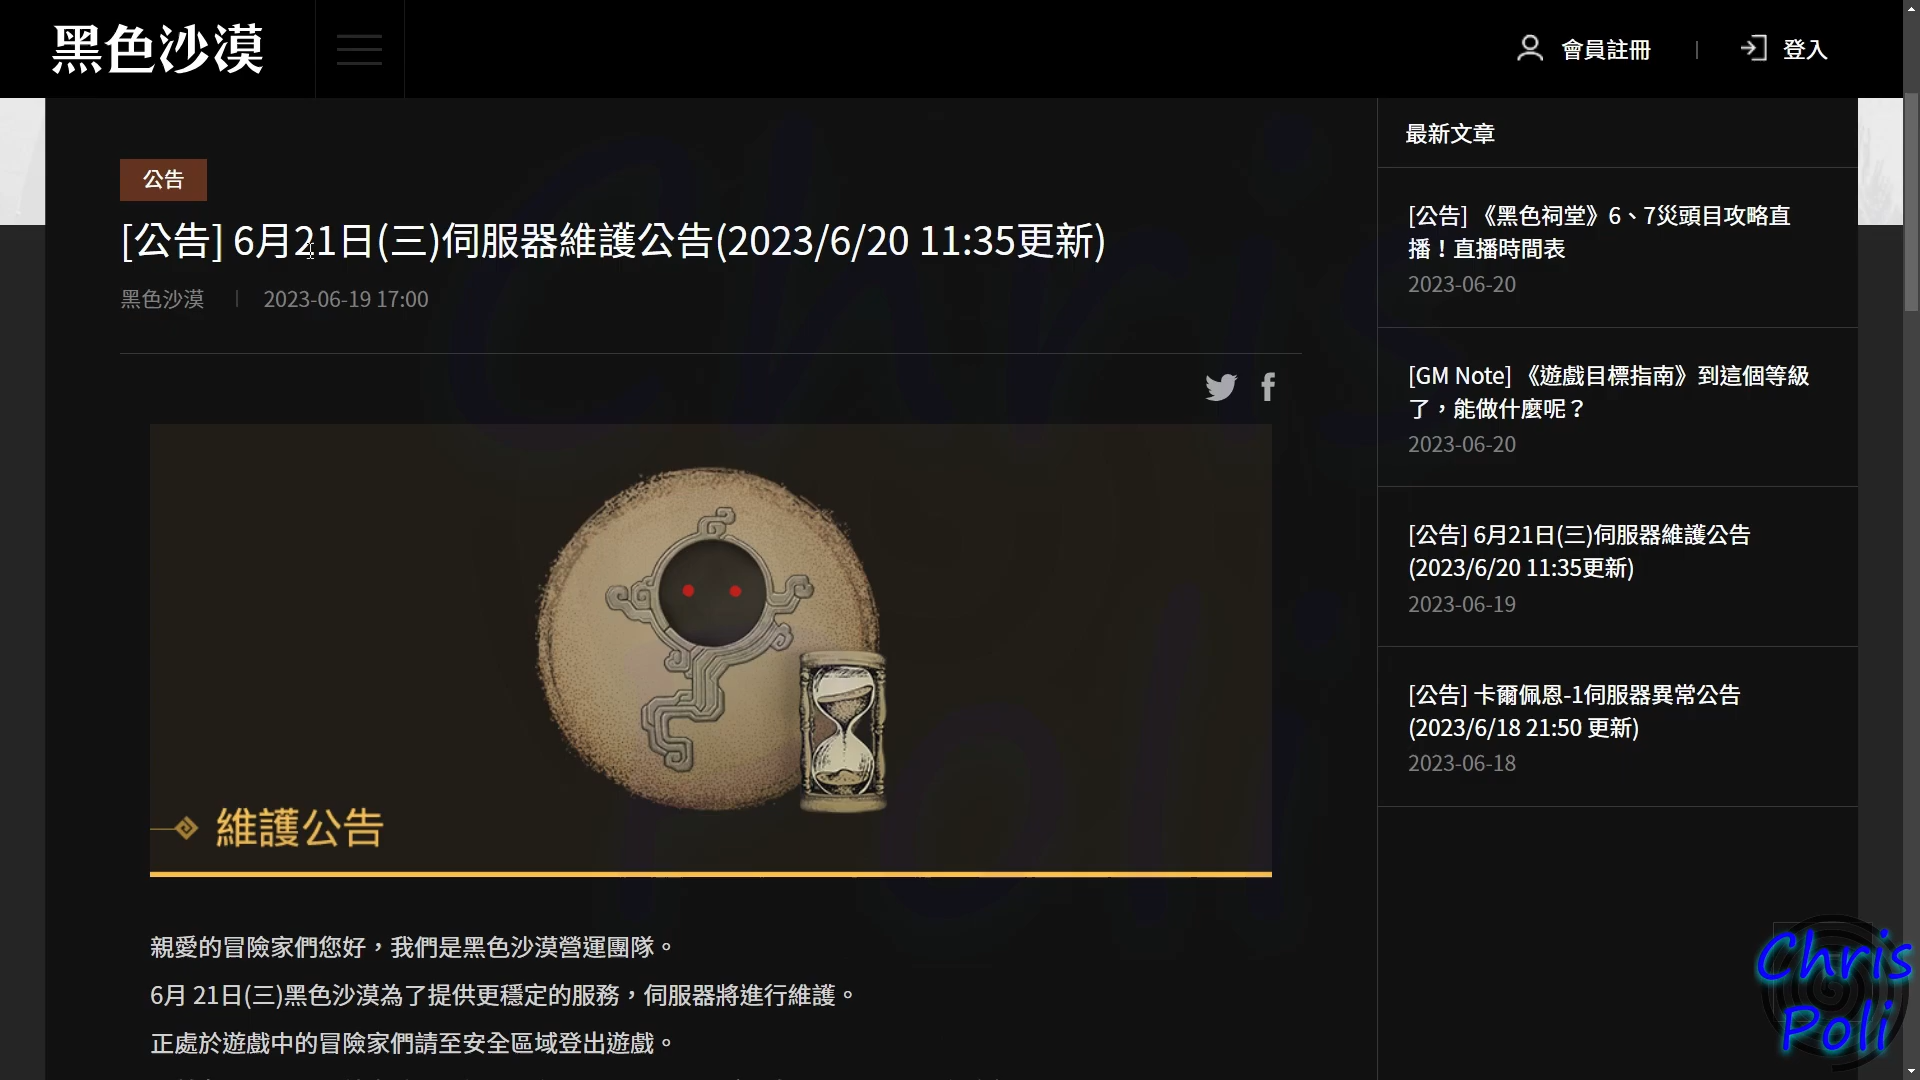 黑色沙漠
會員註冊
登入
公告
[公告] 6月21日(三)伺服器維護公告(2023/6/20 11:35更新)
黑色沙漠
2023-06-19 17:00
維護公告
親愛的冒險家們您好，我們是黑色沙漠營運團隊。
6月 21日(三)黑色沙漠為了提供更穩定的服務，伺服器將進行維護。
正處於遊戲中的冒險家們請至安全區域登出遊戲。
最新文章
[公告] 《黑色祠堂》6、7災頭目攻略直
播！直播時間表
2023-06-20
[GM Note] 《遊戲目標指南》到這個等級
了，能做什麼呢？
2023-06-20
[公告] 6月21日(三)伺服器維護公告
(2023/6/20 11:35更新)
2023-06-19
[公告] 卡爾佩恩-1伺服器異常公告
(2023/6/18 21:50 更新)
2023-06-18
Chris
Poli
Chris
Poli